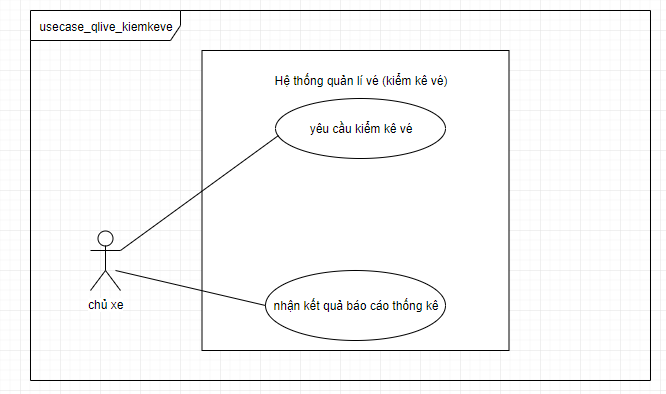 usecase_qlive_kiemkeve
Hệ thống quản lí vé (kiểm kê vé)
yêu cầu kiểm kê vé
chủ xe
nhận kết quả báo cáo thống kê